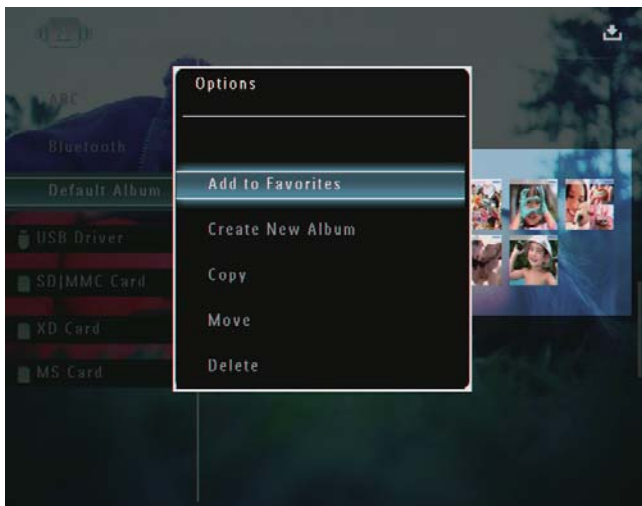 Options
Add to Favorites
Create New Album
Copy
Move
Delete
ABC
Bluetooth
Default Album
USB Driver
SD|MMC Card
XD Card
MS Card